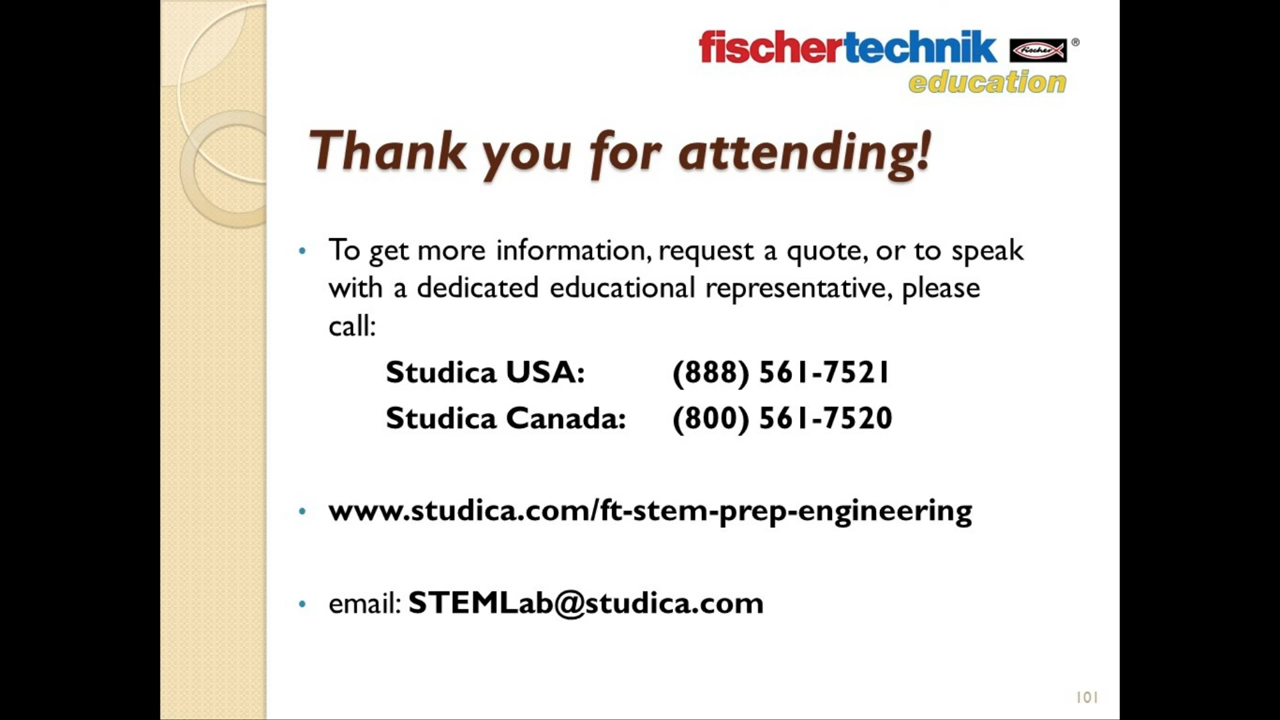 fischertechnik fischer ®
education
Thank you for attending!
• To get more information, request a quote, or to speak
with a dedicated educational representative, please
call:
Studica USA: (888) 561-7521
Studica Canada: (800) 561-7520
• www.studica.com/ft-stem-prep-engineering
• email: STEMLab@studica.com
101